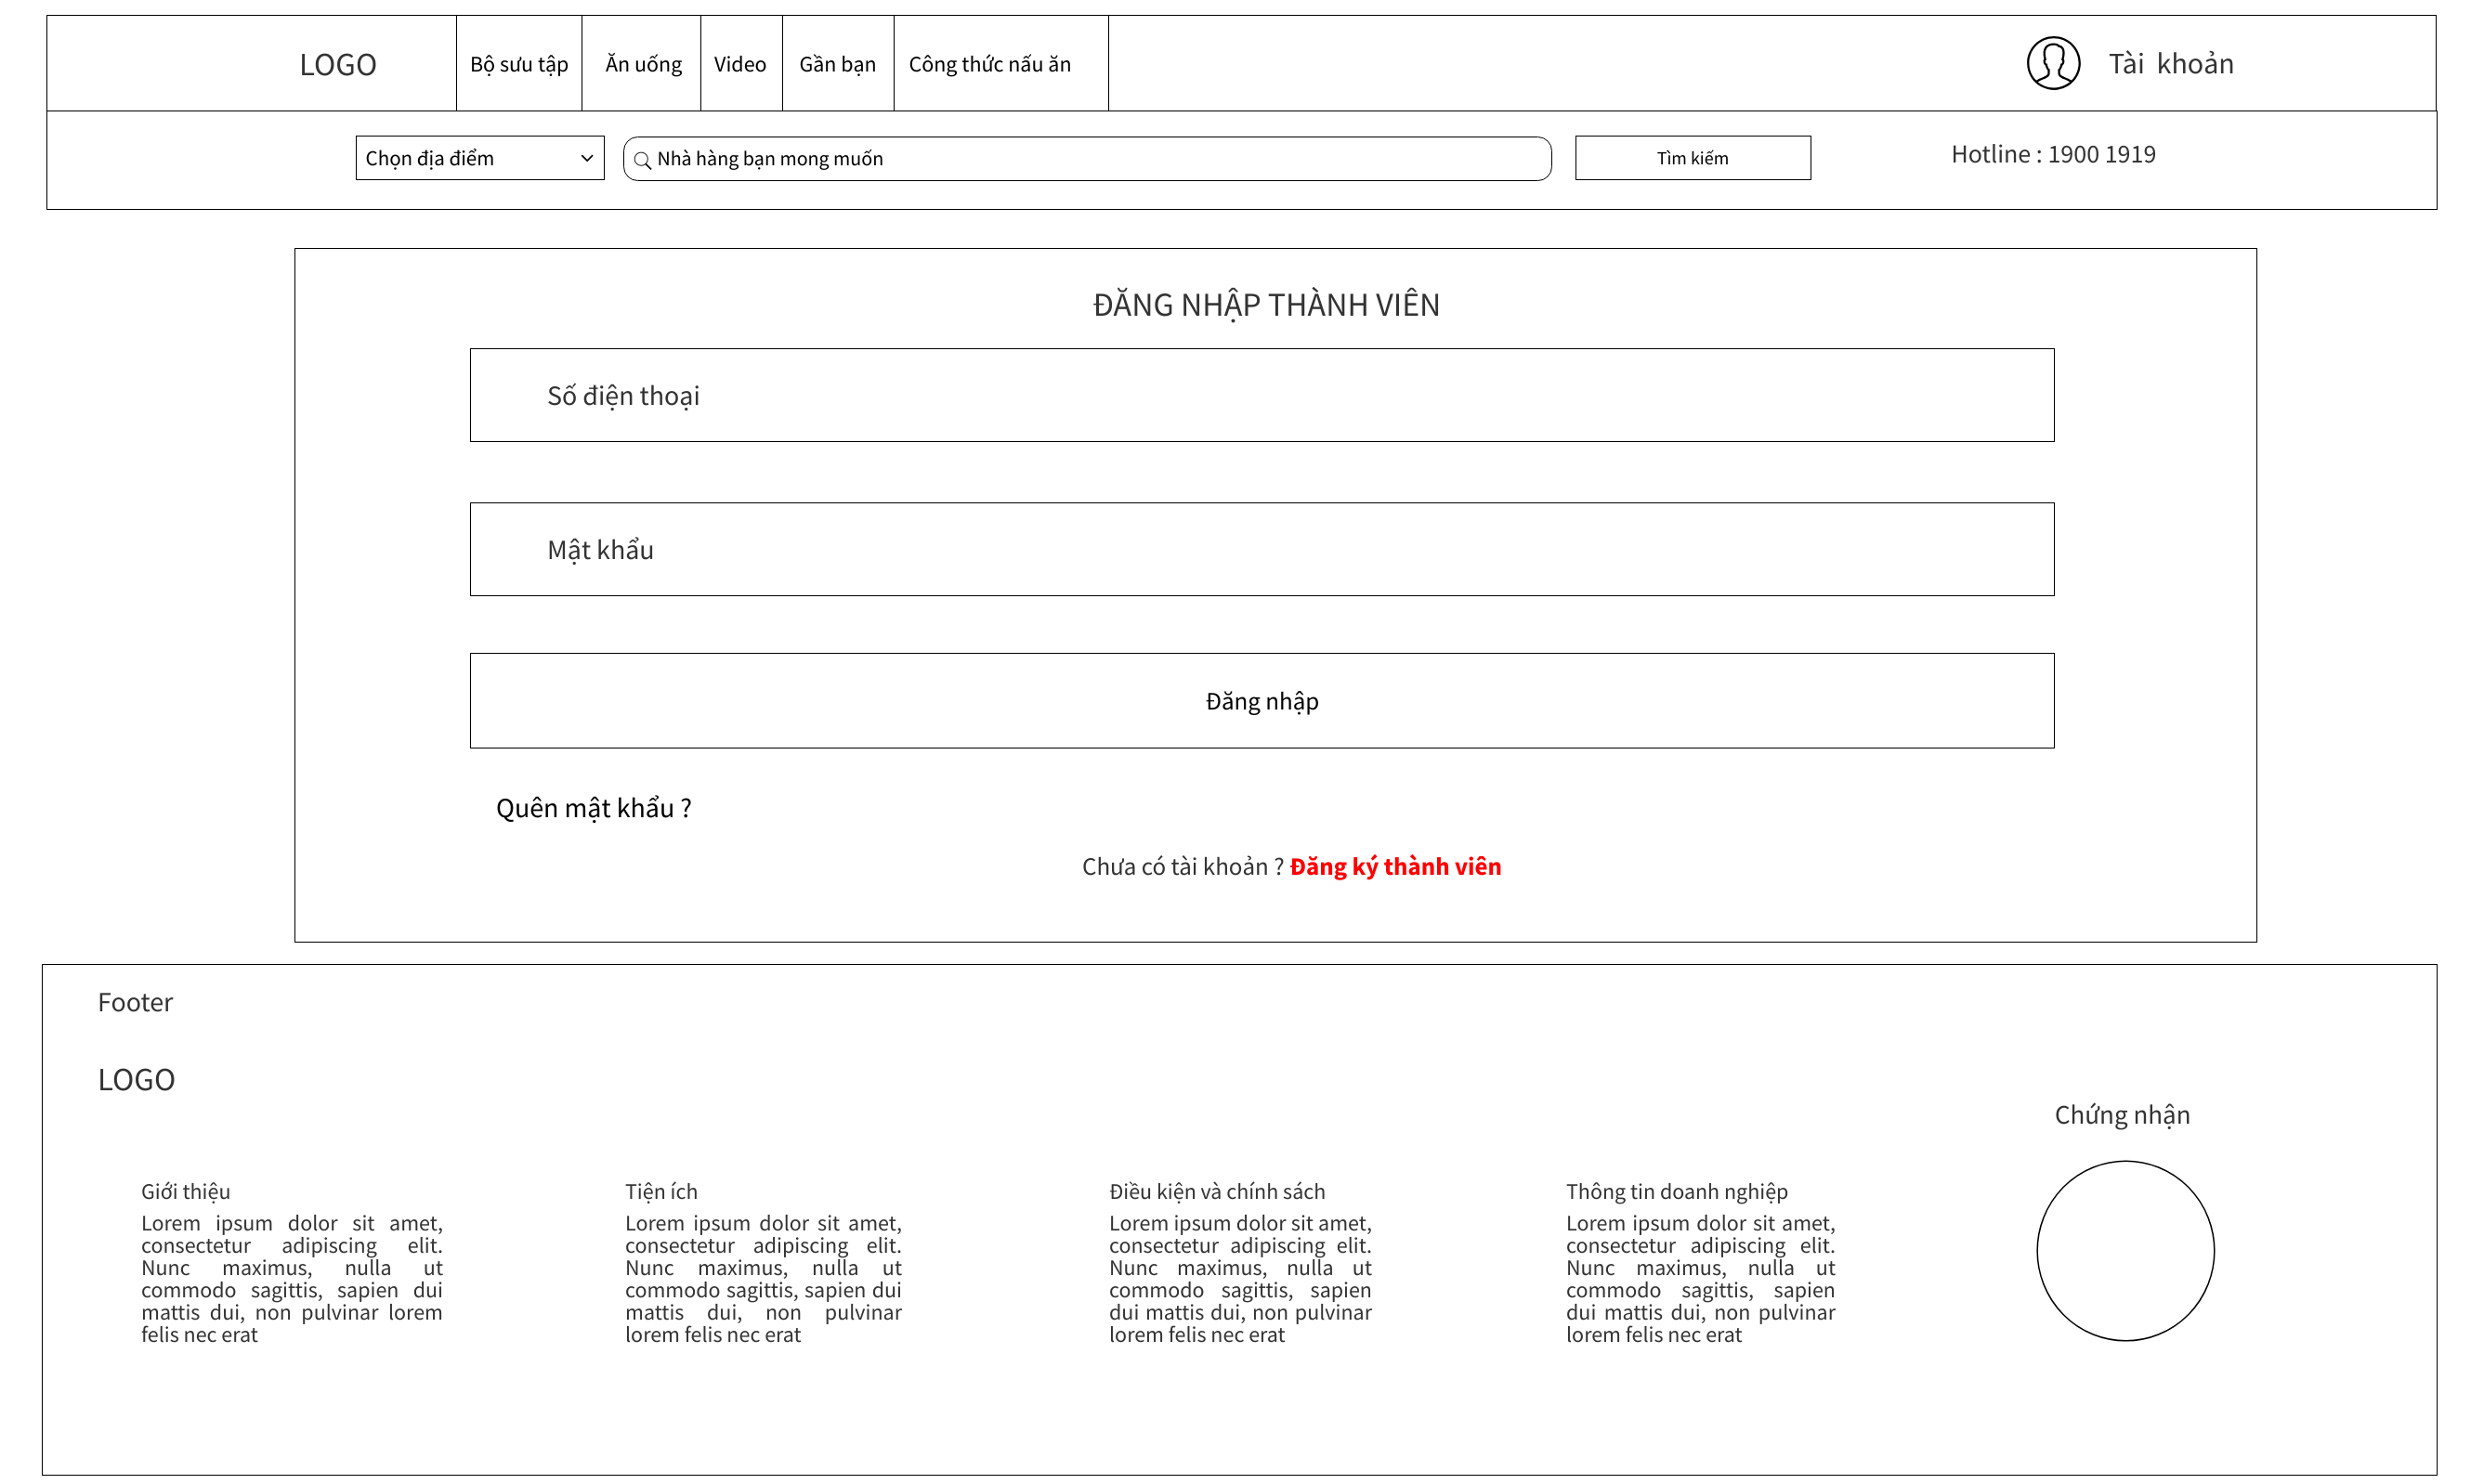 LOGO
Bộ sưu tập
Ăn uống
Video
Gần bạn
Công thức nấu ăn
Tài khoản
Chọn địa điểm
Nhà hàng bạn mong muốn
Tìm kiếm
Hotline : 1900 1919
ĐĂNG NHẬP THÀNH VIÊN
Số điện thoại
Mật khẩu
Đăng nhập
Quên mật khẩu ?
Chưa có tài khoản ? Đăng ký thành viên
Footer
LOGO
Chứng nhận
Giới thiệu
Lorem ipsum dolor sit amet,
consectetur adipiscing elit.
Nunc maximus, nulla ut
commodo sagittis, sapien dui
mattis dui, non pulvinar lorem
felis nec erat
Tiện ích
Lorem ipsum dolor sit amet,
consectetur adipiscing elit.
Nunc maximus, nulla ut
commodo sagittis, sapien dui
mattis dui, non pulvinar
lorem felis nec erat
Điều kiện và chính sách
Lorem ipsum dolor sit amet,
consectetur adipiscing elit.
Nunc maximus, nulla ut
commodo sagittis, sapien
dui mattis dui, non pulvinar
lorem felis nec erat
Thông tin doanh nghiệp
Lorem ipsum dolor sit amet,
consectetur adipiscing elit.
Nunc maximus, nulla ut
commodo sagittis, sapien
dui mattis dui, non pulvinar
lorem felis nec erat